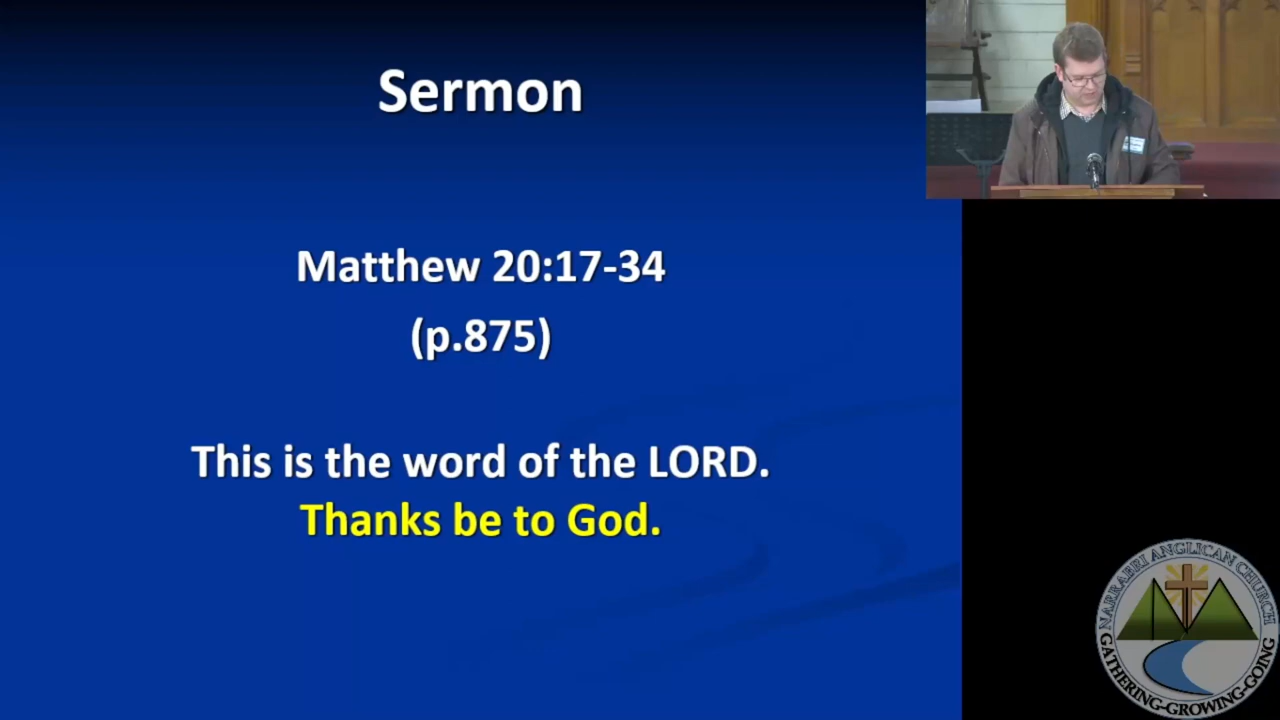 Sermon
Matthew 20:17-34
(p.875)
This is the word of the LORD.
Thanks be to God.
NARRABRI ANGLICAN CHURCH
GATHERING-GROWING-GOING